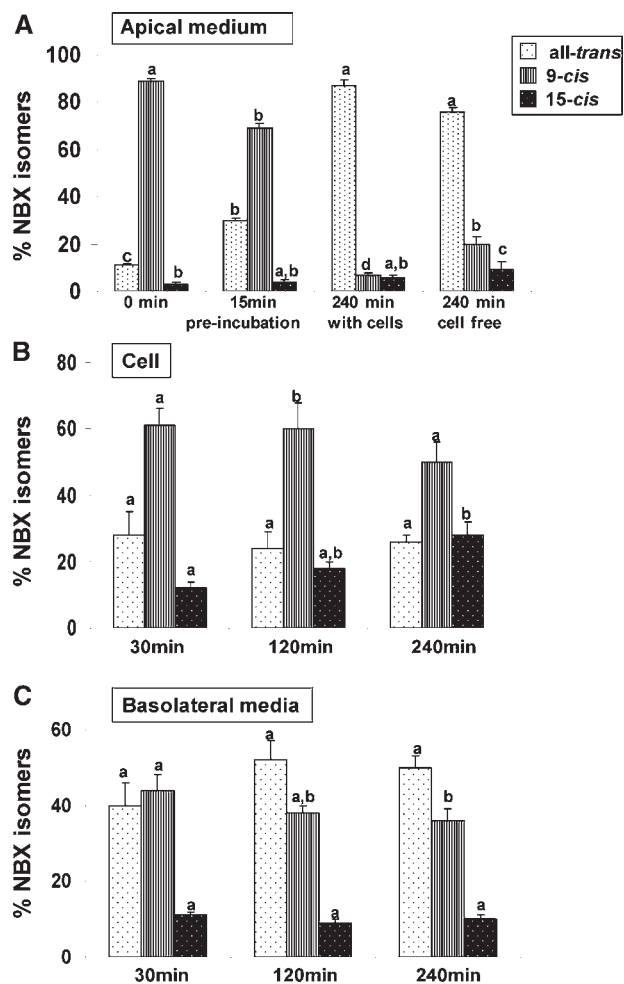 A
Apical medium
all-trans
9-cis
15-cis
% NBX isomers
100
80
60
40
20
0
a
b
a
a
c
b
b
a,b
d
a,b
b
c
0 min
15min
240 min
240 min
pre-incubation
with cells
cell free
B
Cell
% NBX isomers
80
60
40
20
0
a
a
a
a
b
a,b
a
a
b
30min
120min
240min
C
Basolateral media
% NBX isomers
60
40
20
0
a
a
a
a
a,b
a
a
b
a
30min
120min
240min